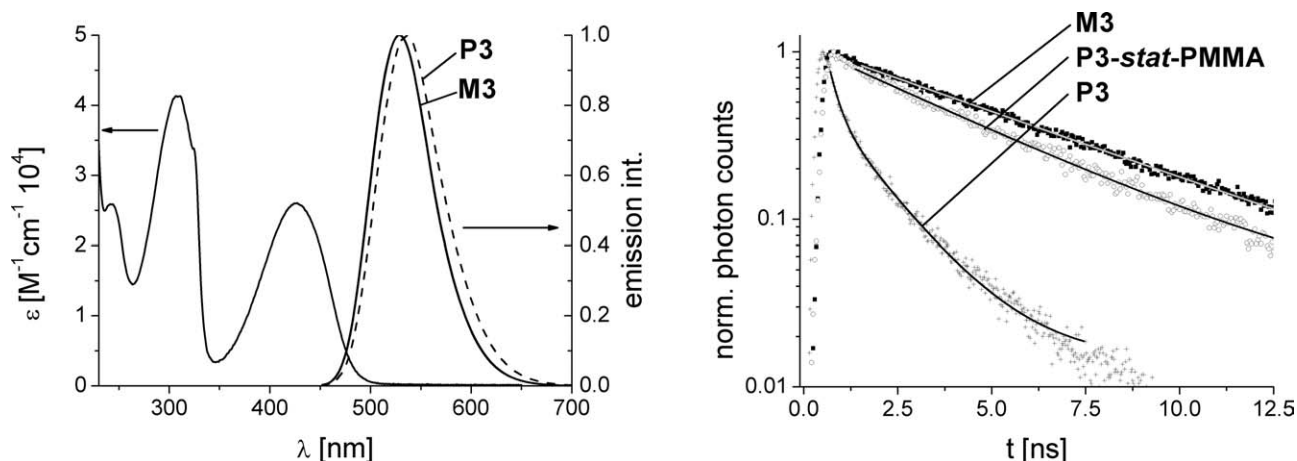 5
4
3
2
1
0
ε [M⁻¹cm⁻¹ 10⁴]
300 400 500 600 700
λ [nm]
P3
M3
1.0
0.8
0.6
0.4
0.2
0.0
emission int.
M3
P3-stat-PMMA
P3
1
0.1
0.01
norm. photon counts
0.0 2.5 5.0 7.5 10.0 12.5
t [ns]